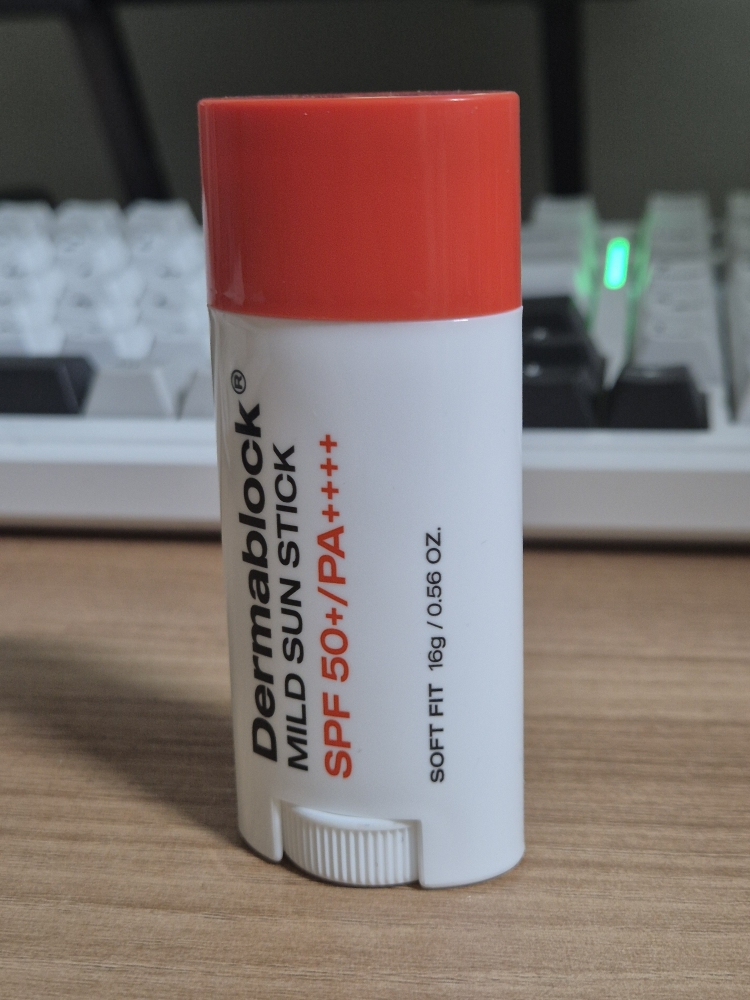 Dermablock®
MILD SUN STICK
SPF 50+/PA++++
SOFT FIT 16g / 0.56 OZ.